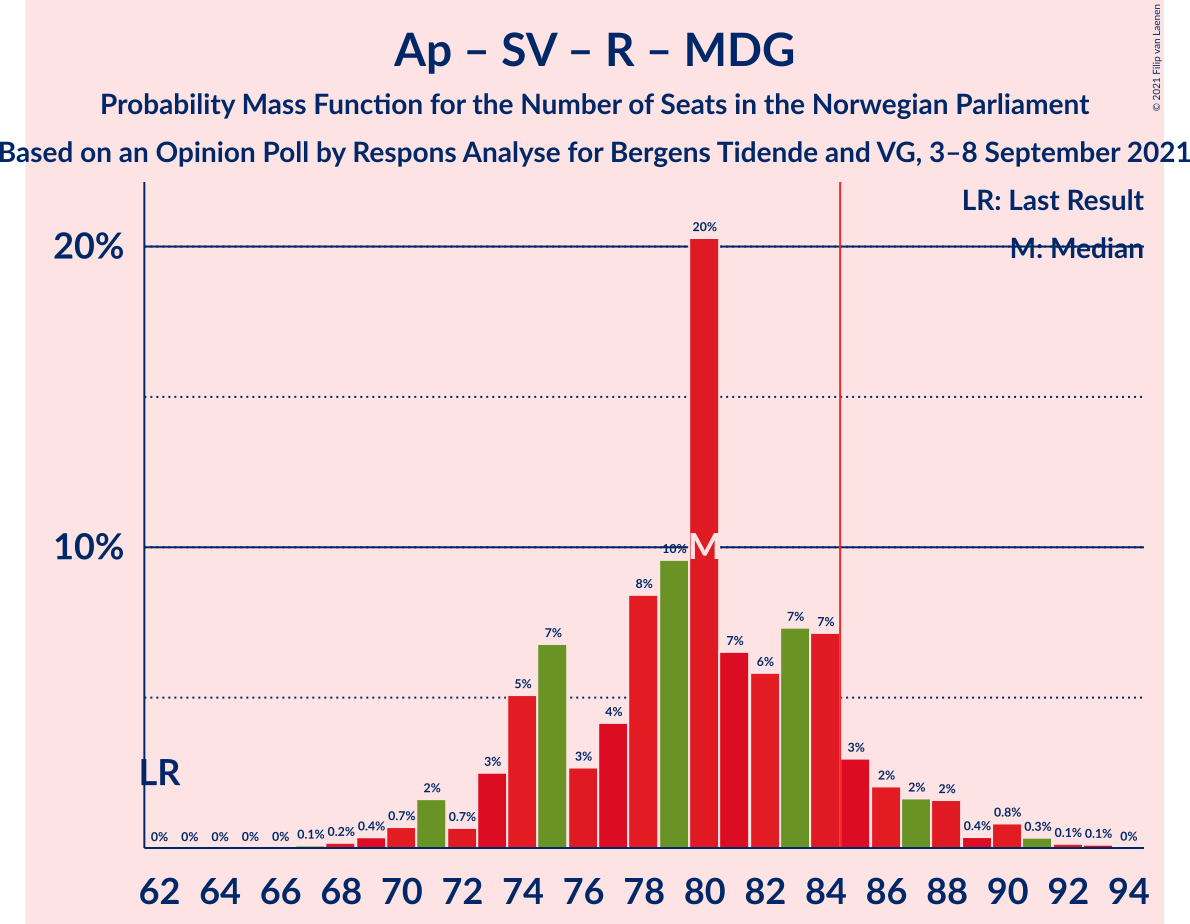 Ap – SV – R – MDG
Probability Mass Function for the Number of Seats in the Norwegian Parliament
Based on an Opinion Poll by Respons Analyse for Bergens Tidende and VG, 3–8 September 2021
© 2021 Filip van Laenen
LR: Last Result
M: Median
20%
10%
20%
10%
M
8%
7%
7%
7%
7%
6%
5%
4%
3%
3%
3%
LR
2%
2%
2%
2%
0.7%
0.7%
0.8%
0% 0% 0% 0% 0% 0.1% 0.2% 0.4% 0.4% 0.3% 0.1% 0.1% 0%
62 64 66 68 70 72 74 76 78 80 82 84 86 88 90 92 94